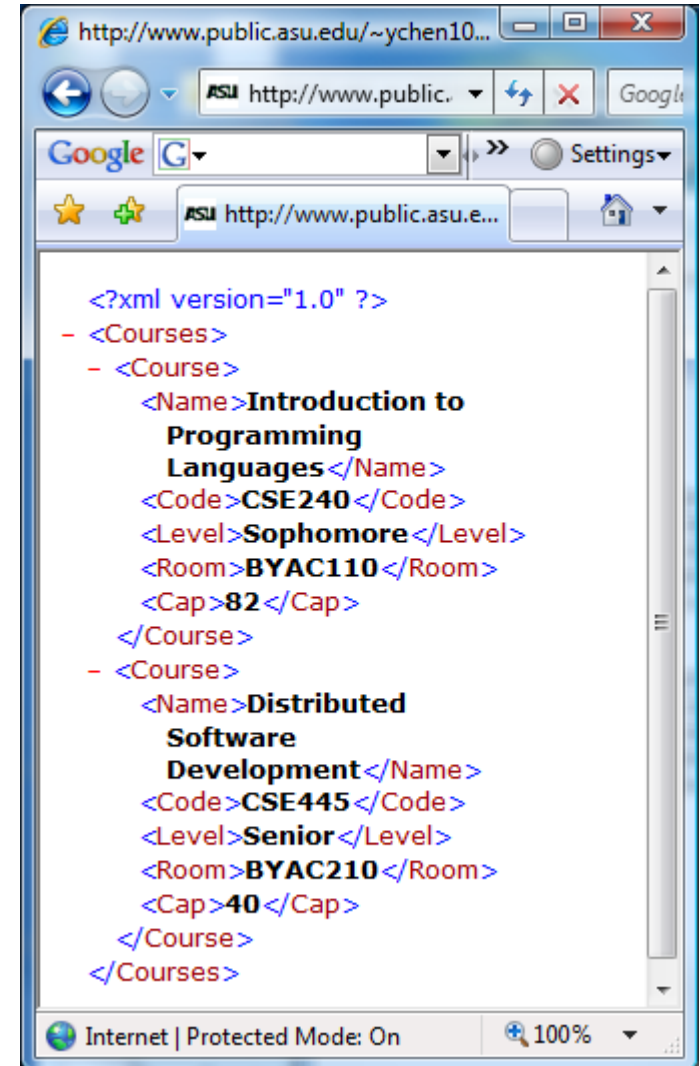 http://www.public.asu.edu/~ychen10...
ASU http://www.public.
Googl
Google G
» Settings
ASU http://www.public.asu.e...
<?xml version="1.0" ?>
– <Courses>
– <Course>
<Name>Introduction to
Programming
Languages</Name>
<Code>CSE240</Code>
<Level>Sophomore</Level>
<Room>BYAC110</Room>
<Cap>82</Cap>
</Course>
– <Course>
<Name>Distributed
Software
Development</Name>
<Code>CSE445</Code>
<Level>Senior</Level>
<Room>BYAC210</Room>
<Cap>40</Cap>
</Course>
</Courses>
Internet | Protected Mode: On 100%